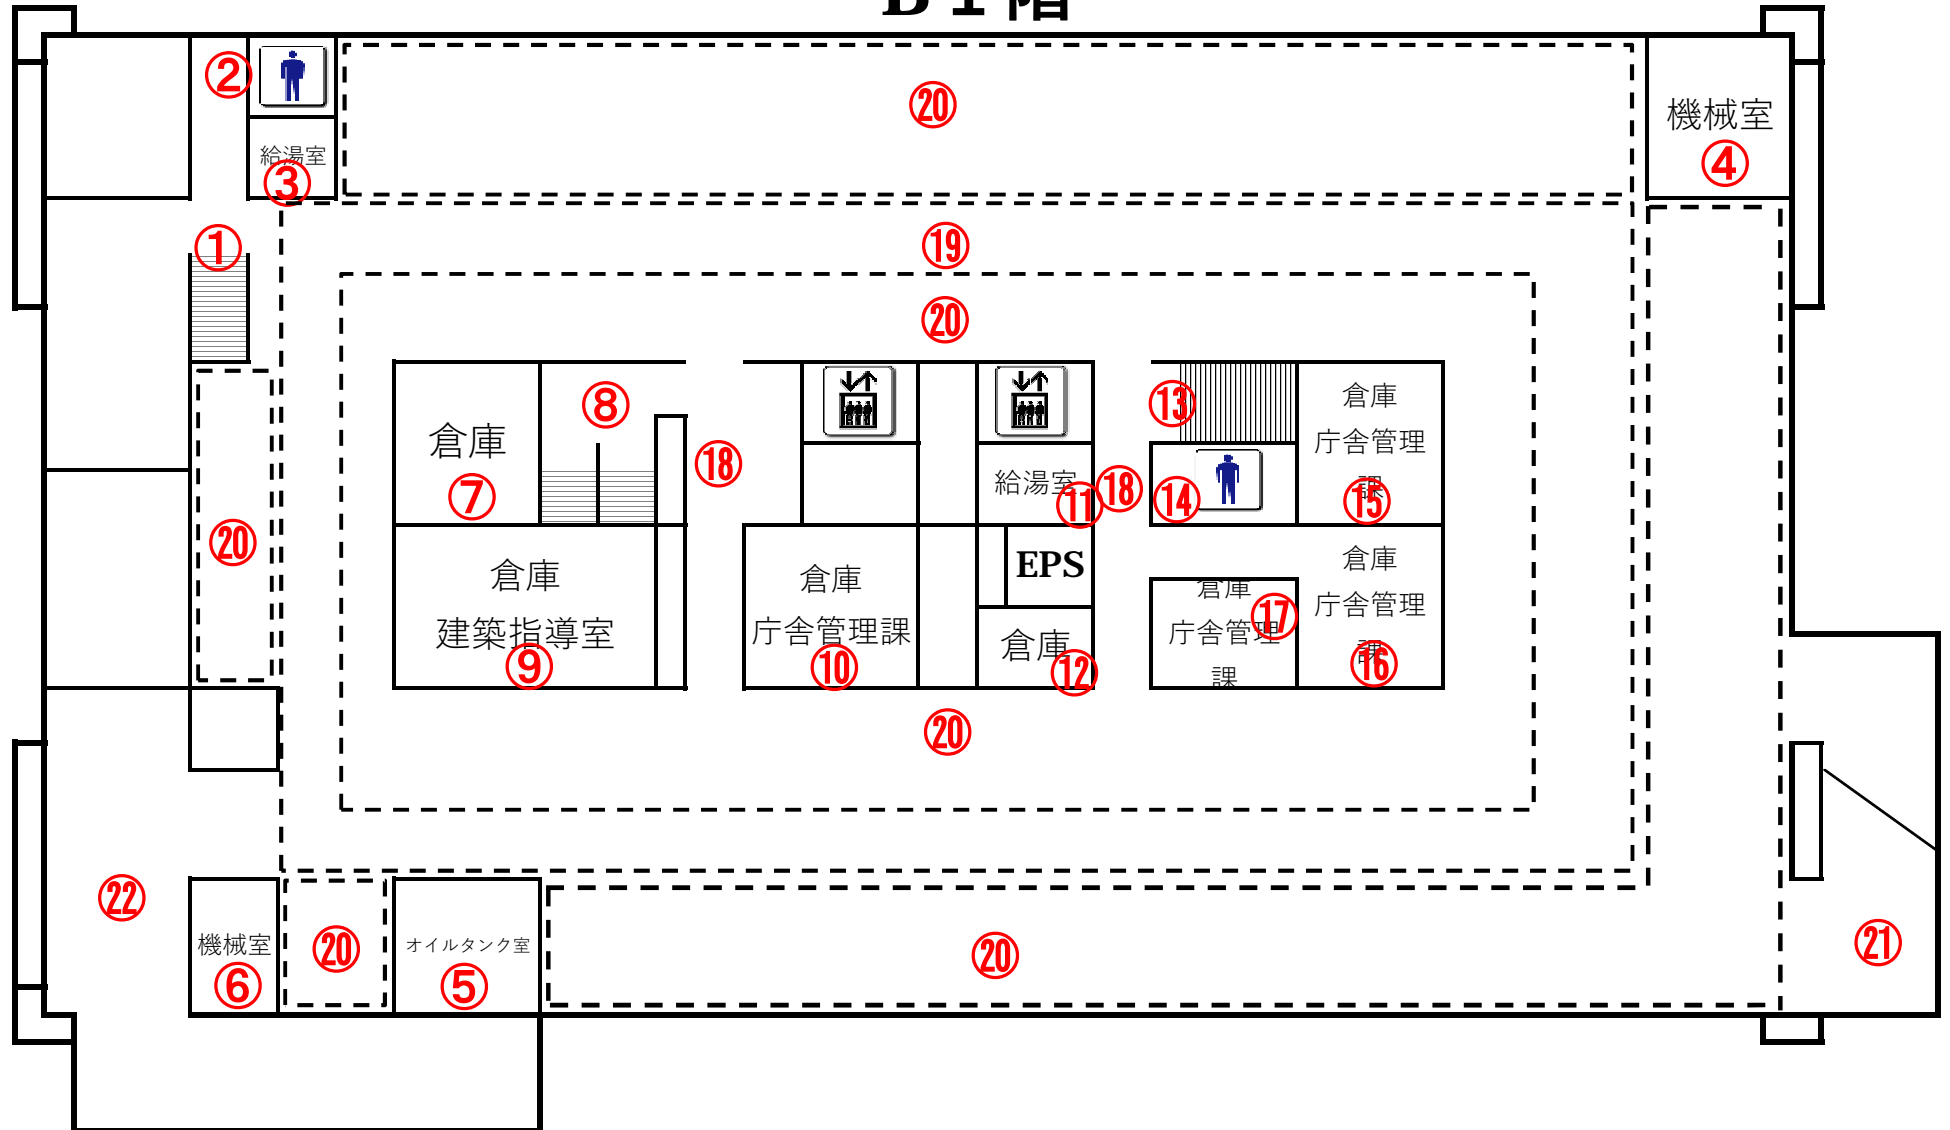 B1階
②
給湯室
③
⑳
機械室
④
①
⑲
⑳
倉庫
⑦
⑧
⑱
給湯室
⑪
⑱
⑬
⑭
倉庫
庁舎管理
課
⑮
⑳
倉庫
建築指導室
⑨
倉庫
庁舎管理課
⑩
EPS
倉庫
⑫
倉庫
庁舎管理
課
⑰
倉庫
庁舎管理
課
⑯
⑳
㉒
機械室
⑥
⑳
オイルタンク室
⑤
⑳
㉑